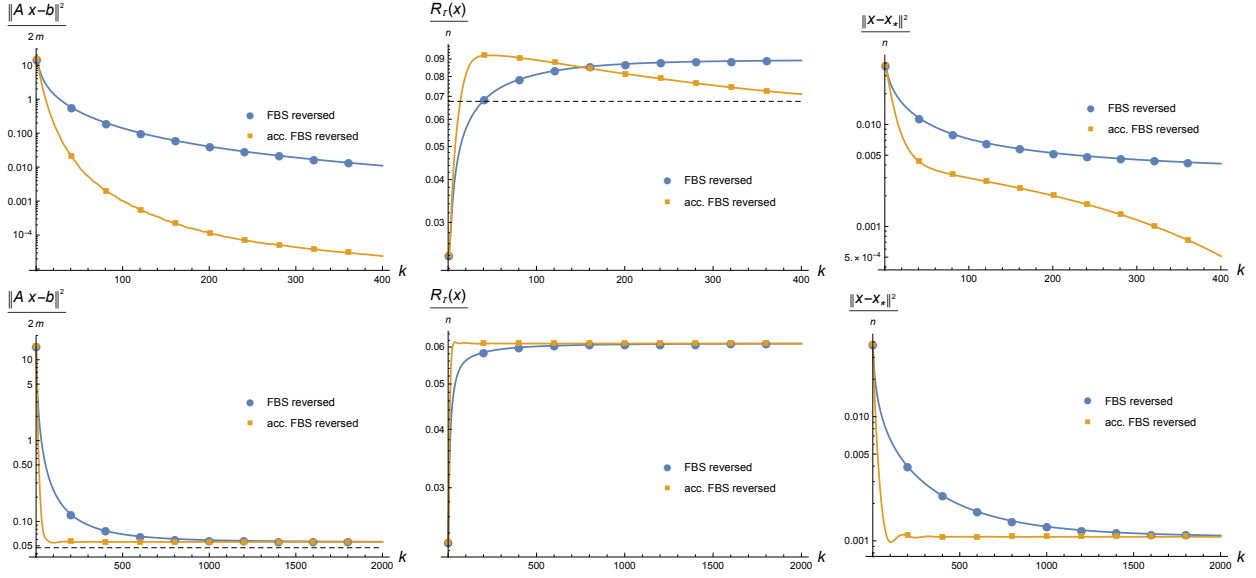 ‖A x-b‖²
2 m
10
1
0.100
0.010
0.001
10⁻⁴
100
200
300
400
k
FBS reversed
acc. FBS reversed
R_τ(x)
n
0.09
0.08
0.07
0.06
0.05
0.04
0.03
0
100
200
300
400
k
FBS reversed
acc. FBS reversed
‖x-x⋆‖²
n
0.010
0.005
0.001
5.×10⁻⁴
100
200
300
400
k
FBS reversed
acc. FBS reversed
‖A x-b‖²
2 m
10
5
1
0.50
0.10
0.05
500
1000
1500
2000
k
FBS reversed
acc. FBS reversed
R_τ(x)
n
0.06
0.05
0.04
0.03
500
1000
1500
2000
k
FBS reversed
acc. FBS reversed
‖x-x⋆‖²
n
0.010
0.005
0.001
500
1000
1500
2000
k
FBS reversed
acc. FBS reversed